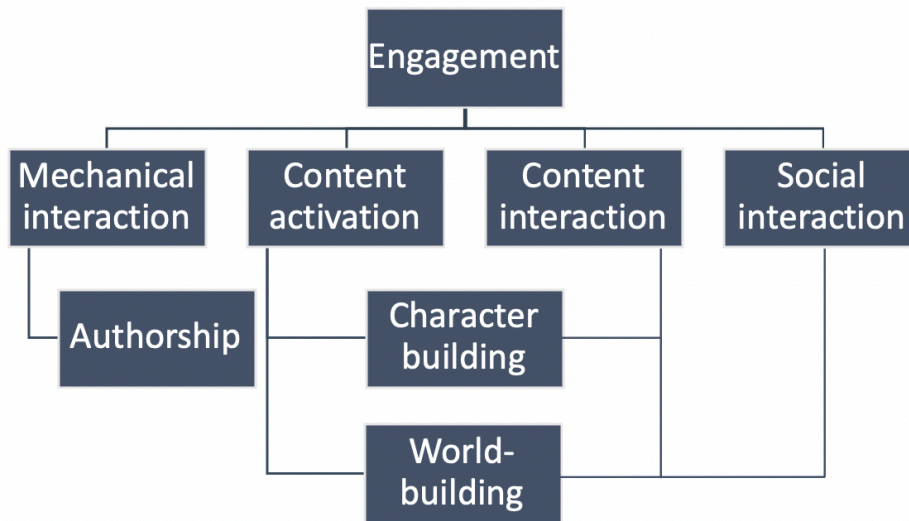 Engagement
Mechanical
interaction
Content
activation
Content
interaction
Social
interaction
Authorship
Character
building
World-
building